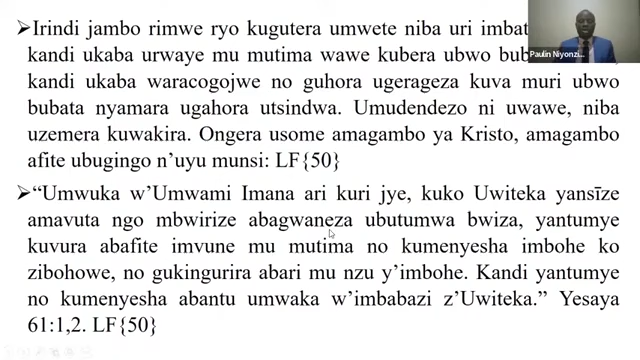 ➢Irindi jambo rimwe ryo kugutera umwete niba uri
kandi ukaba urwaye mu mutima wawe kubera ubwo
kandi ukaba waracogojwe no guhora ugerageza kuva muri ubwo
bubata nyamara ugahora utsindwa. Umudendezo ni uwawe, niba
uzemera kuwakira. Ongera usome amagambo ya Kristo, amagambo
afite ubugingo n'uyu munsi: LF{50}
➢"Umwuka w'Umwami Imana ari kuri jye, kuko Uwiteka yansīze
amavuta ngo mbwirize abagwaneza ubutumwa bwiza, yantumye
kuvura abafite imvune mu mutima no kumenyesha imbohe ko
zibohowe, no gukingurira abari mu nzu y'imbohe. Kandi yantumye
no kumenyesha abantu umwaka w'imbabazi z'Uwiteka." Yesaya
61:1,2. LF{50}
Paulin Niyonzi...